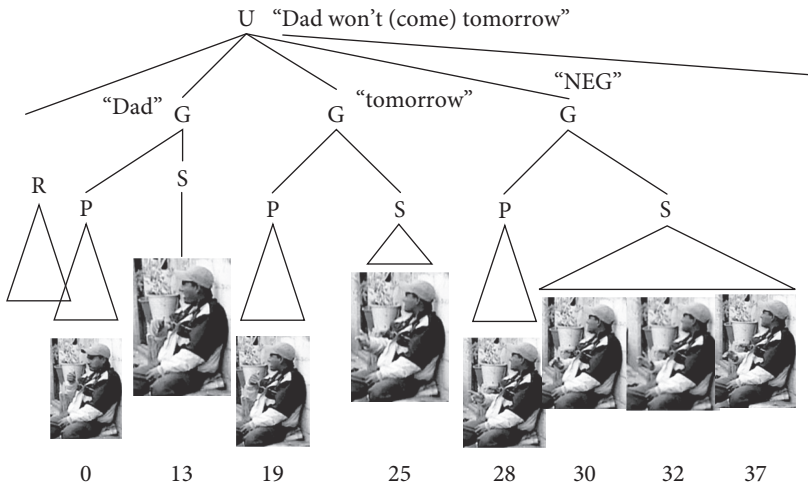 U “Dad won’t (come) tomorrow”
“Dad” “tomorrow” “NEG”
G G G
R P S P S P S
0 13 19 25 28 30 32 37